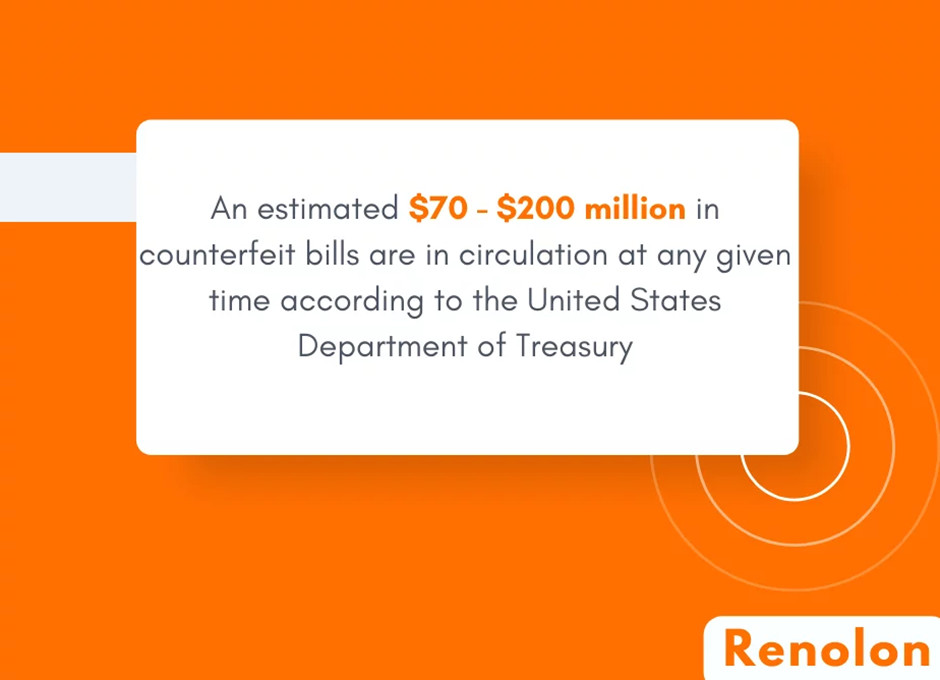 An estimated $70 - $200 million in
counterfeit bills are in circulation at any given
time according to the United States
Department of Treasury
Renolon